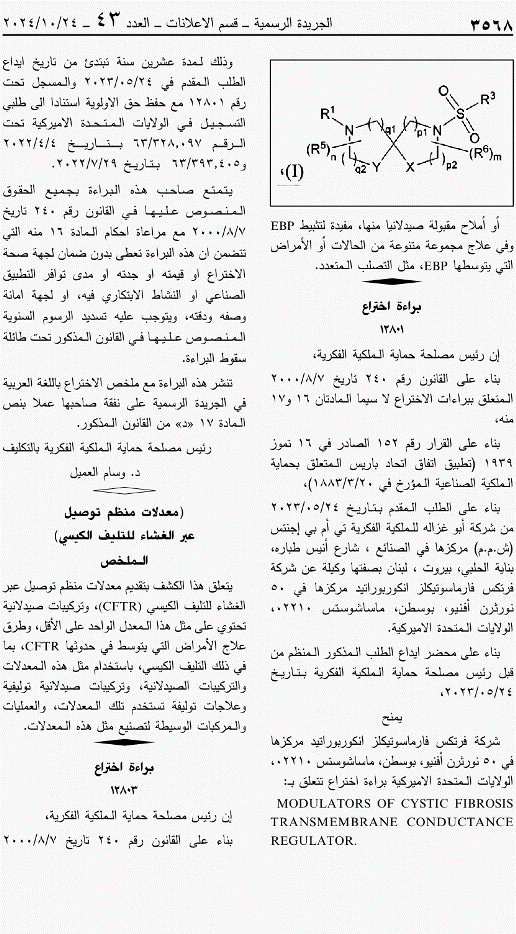 ٣٥٦٨
الجريدة الرسمية – قسم الاعلانات – العدد ٤٣ – ٢٠٢٤/١٠/٢٤
R¹
N
(R⁵)n
q1
q2
Y
p1
X
p2
N
(R⁶)m
O
S
O
R³
(I)،
أو أملاح مقبولة صيدلانيا منها، مفيدة لتثبيط EBP
وفي علاج مجموعة متنوعة من الحالات أو الأمراض
التي يتوسطها EBP، مثل التصلب المتعدد.
براءة اختراع
١٢٨٠١
إن رئيس مصلحة حماية الملكية الفكرية،
بناء على القانون رقم ٢٤٠ تاريخ ٢٠٠٠/٨/٧
المتعلق ببراءات الاختراع لا سيما المادتان ١٦ و١٧
منه،
بناء على القرار رقم ١٥٢ الصادر في ١٦ تموز
١٩٣٩ (تطبيق اتفاق اتحاد باريس المتعلق بحماية
الملكية الصناعية المؤرخ في ١٨٨٣/٣/٢٠)،
بناء على الطلب المقدم بتاريخ ٢٠٢٣/٠٥/٢٤
من شركة أبو غزاله للملكية الفكرية تي أم بي إجنتس
(ش.م.م) مركزها في الصنائع ، شارع أنيس طباره،
بناية الحلبي، بيروت ، لبنان بصفتها وكيلة عن شركة
فرتكس فارماسوتيكلز انكوربوراتيد مركزها في ٥٠
نورثرن أفنيو، بوسطن، ماساشوستس ٠٢٢١٠،
الولايات المتحدة الاميركية.
بناء على محضر ايداع الطلب المذكور المنظم من
قبل رئيس مصلحة حماية الملكية الفكرية بتاريخ
٢٠٢٣/٠٥/٢٤،
يمنح
شركة فرتكس فارماسوتيكلز انكوربوراتيد مركزها
في ٥٠ نورثرن أفنيو، بوسطن، ماساشوستس ٠٢٢١٠،
الولايات المتحدة الاميركية براءة اختراع تتعلق بـ:
MODULATORS OF CYSTIC FIBROSIS
TRANSMEMBRANE CONDUCTANCE
REGULATOR.
وذلك لمدة عشرين سنة تبتدئ من تاريخ ايداع
الطلب المقدم في ٢٠٢٣/٠٥/٢٤ والمسجل تحت
رقم ١٢٨٠١ مع حفظ حق الاولوية استنادا الى طلبي
التسجيل في الولايات المتحدة الاميركية تحت
الرقم ٦٣/٣٢٨,٠٩٧ بتاريخ ٢٠٢٢/٤/٤
و٦٣/٣٩٣,٤٠٥ بتاريخ ٢٠٢٢/٧/٢٩.
يتمتع صاحب هذه البراءة بجميع الحقوق
المنصوص عليها في القانون رقم ٢٤٠ تاريخ
٢٠٠٠/٨/٧ مع مراعاة احكام المادة ١٦ منه التي
تتضمن ان هذه البراءة تعطى بدون ضمان لجهة صحة
الاختراع او قيمته او جدته او مدى توافر التطبيق
الصناعي او النشاط الابتكاري فيه، او لجهة امانة
وصفه ودقته، ويتوجب عليه تسديد الرسوم السنوية
المنصوص عليها في القانون المذكور تحت طائلة
سقوط البراءة.
تنشر هذه البراءة مع ملخص الاختراع باللغة العربية
في الجريدة الرسمية على نفقة صاحبها عملا بنص
المادة ١٧ «د» من القانون المذكور.
رئيس مصلحة حماية الملكية الفكرية بالتكليف
د. وسام العميل
(معدلات منظم توصيل
عبر الغشاء للتليف الكيسي)
الملخص
يتعلق هذا الكشف بتقديم معدلات منظم توصيل عبر
الغشاء للتليف الكيسي (CFTR)، وتركيبات صيدلانية
تحتوي على مثل هذا المعدل الواحد على الأقل، وطرق
علاج الأمراض التي يتوسط في حدوثها CFTR، بما
في ذلك التليف الكيسي، باستخدام مثل هذه المعدلات
والتركيبات الصيدلانية، وتركيبات صيدلانية توليفية
وعلاجات توليفة تستخدم تلك المعدلات، والعمليات
والمركبات الوسيطة لتصنيع مثل هذه المعدلات.
براءة اختراع
١٢٨٠٣
إن رئيس مصلحة حماية الملكية الفكرية،
بناء على القانون رقم ٢٤٠ تاريخ ٢٠٠٠/٨/٧